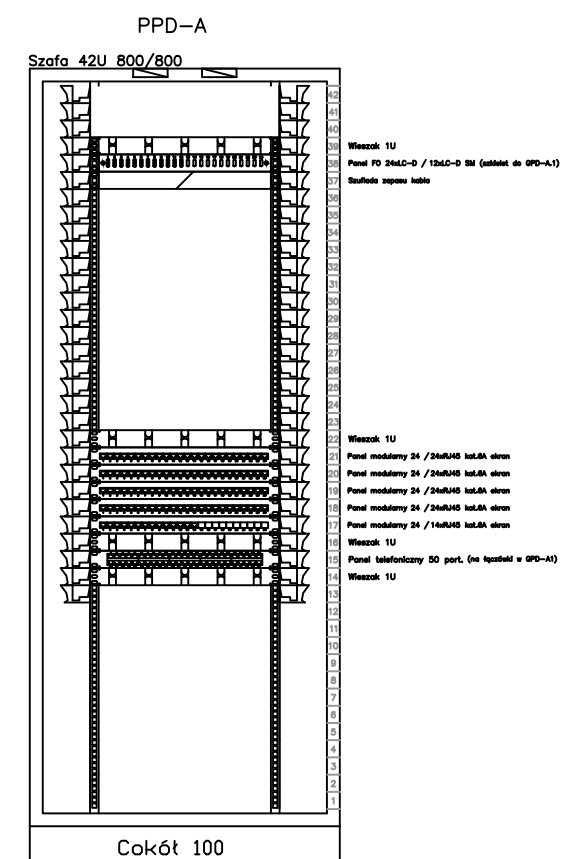 PPD-A
Szafa 42U 800/800
42
41
40
39 Wieszak 1U
38 Panel FO 24xLC-D / 12xLC-D SM (szkielet do GPD-A.1)
37 Szuflada zapasu kabla
36
35
34
33
32
31
30
29
28
27
26
25
24
23
22 Wieszak 1U
21 Panel modularny 24 /24xRJ45 kat.6A ekran
20 Panel modularny 24 /24xRJ45 kat.6A ekran
19 Panel modularny 24 /24xRJ45 kat.6A ekran
18 Panel modularny 24 /24xRJ45 kat.6A ekran
17 Panel modularny 24 /14xRJ45 kat.6A ekran
16 Wieszak 1U
15 Panel telefoniczny 50 port. (na łączówki w GPD-A1)
14 Wieszak 1U
13
12
11
10
9
8
7
6
5
4
3
2
1
Cokół 100